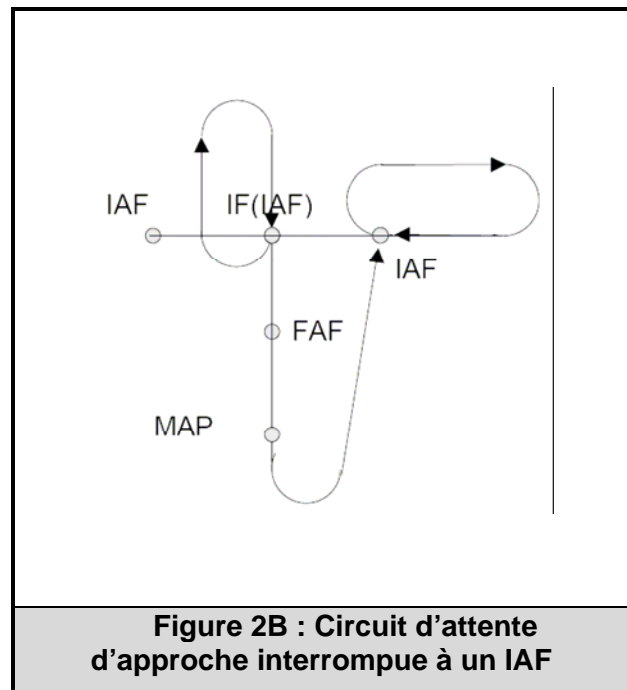 IAF
IF(IAF)
IAF
FAF
MAP
Figure 2B : Circuit d'attente
d'approche interrompue à un IAF